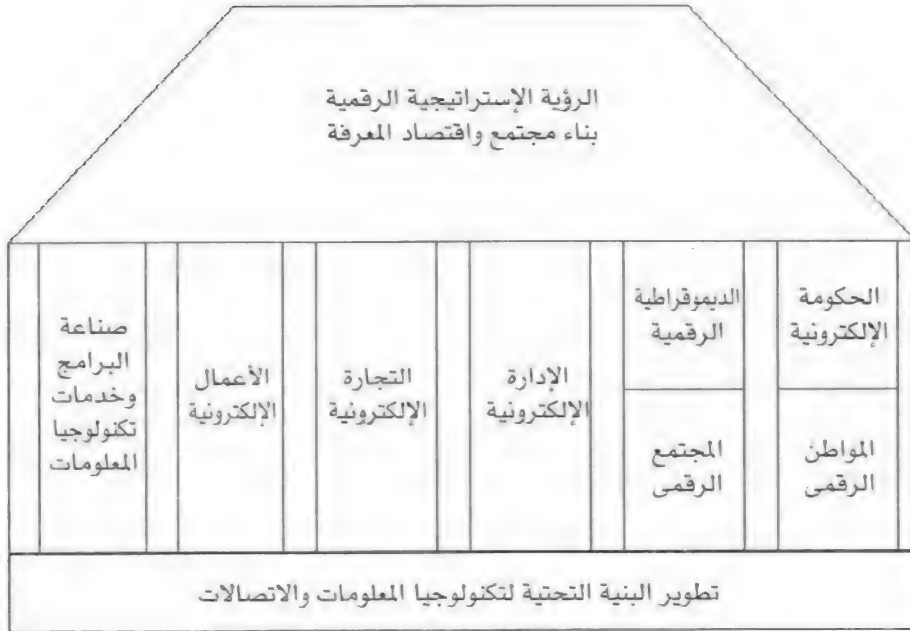 الرؤية الإستراتيجية الرقمية
بناء مجتمع واقتصاد المعرفة
الحكومة
الإلكترونية
المواطن
الرقمى
الديموقراطية
الرقمية
المجتمع
الرقمى
الإدارة
الإلكترونية
التجارة
الإلكترونية
الأعمال
الإلكترونية
صناعة
البرامج
وخدمات
تكنولوجيا
المعلومات
تطوير البنية التحتية لتكنولوجيا المعلومات والاتصالات